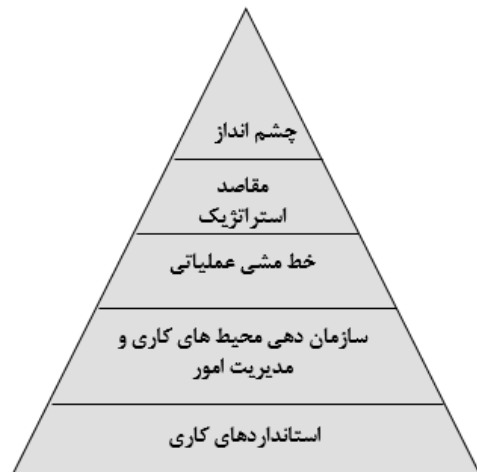 چشم انداز
مقاصد
استراتژیک
خط مشی عملیاتی
سازمان دهی محیط های کاری و
مدیریت امور
استانداردهای کاری